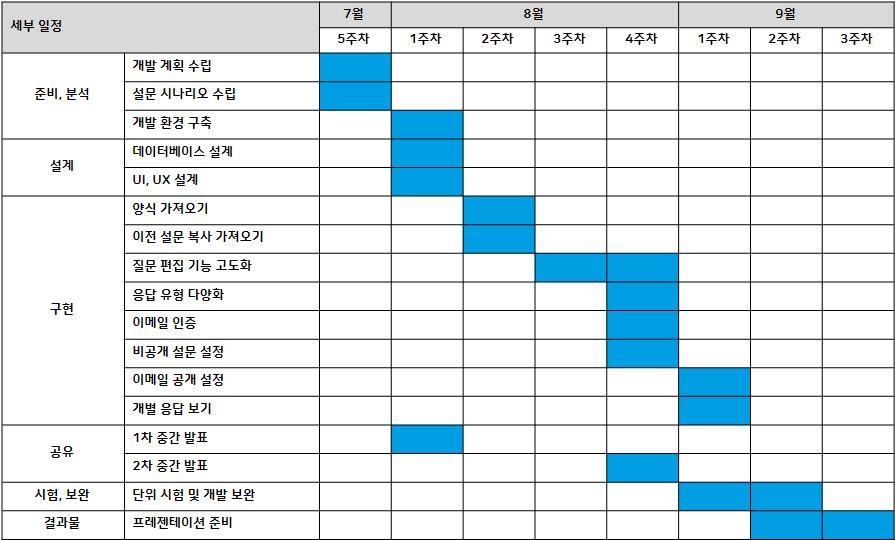 세부 일정
7월 8월 9월
5주차 1주차 2주차 3주차 4주차 1주차 2주차 3주차
준비, 분석
개발 계획 수립
설문 시나리오 수립
개발 환경 구축
설계
데이터베이스 설계
UI, UX 설계
구현
양식 가져오기
이전 설문 복사 가져오기
질문 편집 기능 고도화
응답 유형 다양화
이메일 인증
비공개 설문 설정
이메일 공개 설정
개별 응답 보기
공유
1차 중간 발표
2차 중간 발표
시험, 보완 단위 시험 및 개발 보완
결과물 프레젠테이션 준비